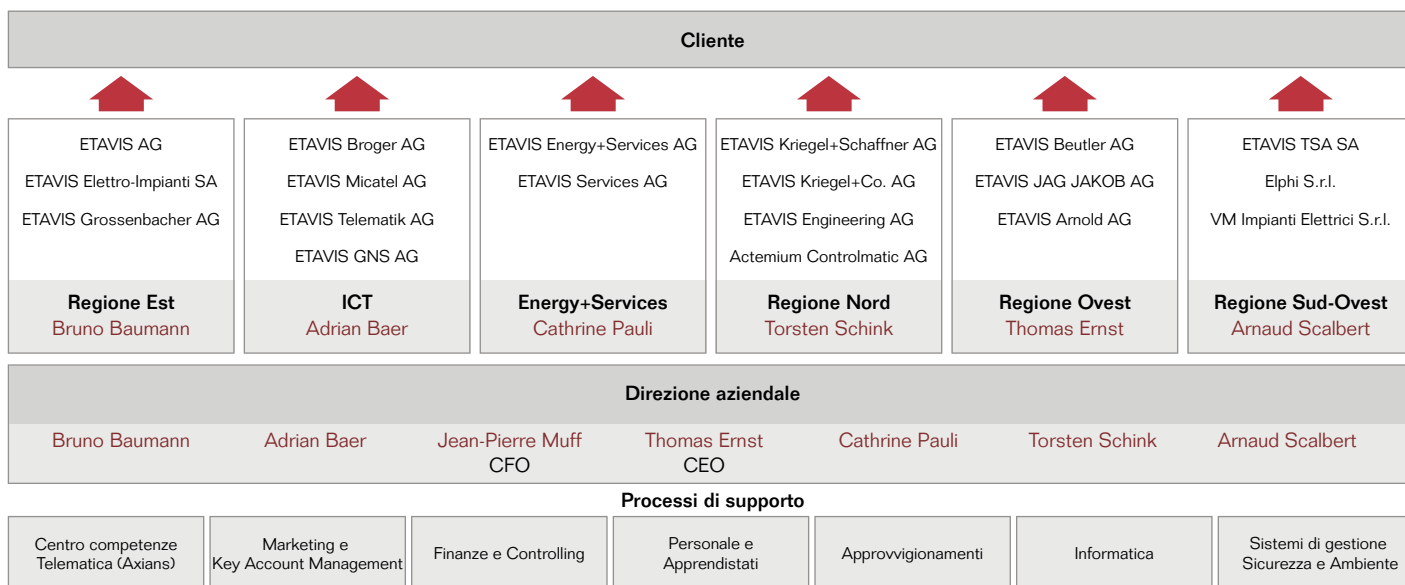 Cliente
ETAVIS AG
ETAVIS Elettro-Impianti SA
ETAVIS Grossenbacher AG
Regione Est
Bruno Baumann
ETAVIS Broger AG
ETAVIS Micatel AG
ETAVIS Telematik AG
ETAVIS GNS AG
ICT
Adrian Baer
ETAVIS Energy+Services AG
ETAVIS Services AG
Energy+Services
Cathrine Pauli
ETAVIS Kriegel+Schaffner AG
ETAVIS Kriegel+Co. AG
ETAVIS Engineering AG
Actemium Controlmatic AG
Regione Nord
Torsten Schink
ETAVIS Beutler AG
ETAVIS JAG JAKOB AG
ETAVIS Arnold AG
Regione Ovest
Thomas Ernst
ETAVIS TSA SA
Elphi S.r.l.
VM Impianti Elettrici S.r.l.
Regione Sud-Ovest
Arnaud Scalbert
Direzione aziendale
Bruno Baumann
Adrian Baer
Jean-Pierre Muff
CFO
Thomas Ernst
CEO
Cathrine Pauli
Torsten Schink
Arnaud Scalbert
Processi di supporto
Centro competenze
Telematica (Axians)
Marketing e
Key Account Management
Finanze e Controlling
Personale e
Apprendistati
Approvvigionamenti
Informatica
Sistemi di gestione
Sicurezza e Ambiente